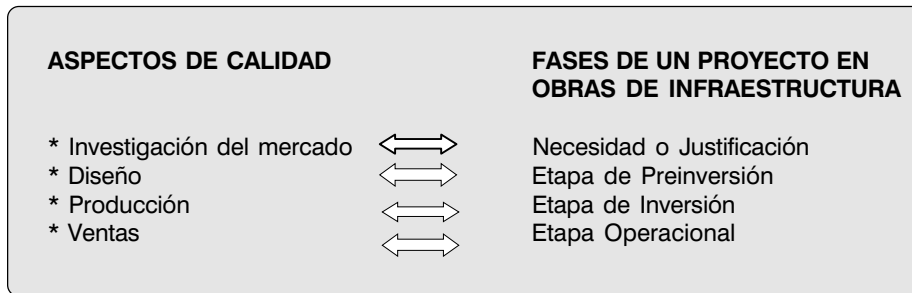 ASPECTOS DE CALIDAD
FASES DE UN PROYECTO EN
OBRAS DE INFRAESTRUCTURA
* Investigación del mercado Necesidad o Justificación
* Diseño Etapa de Preinversión
* Producción Etapa de Inversión
* Ventas Etapa Operacional